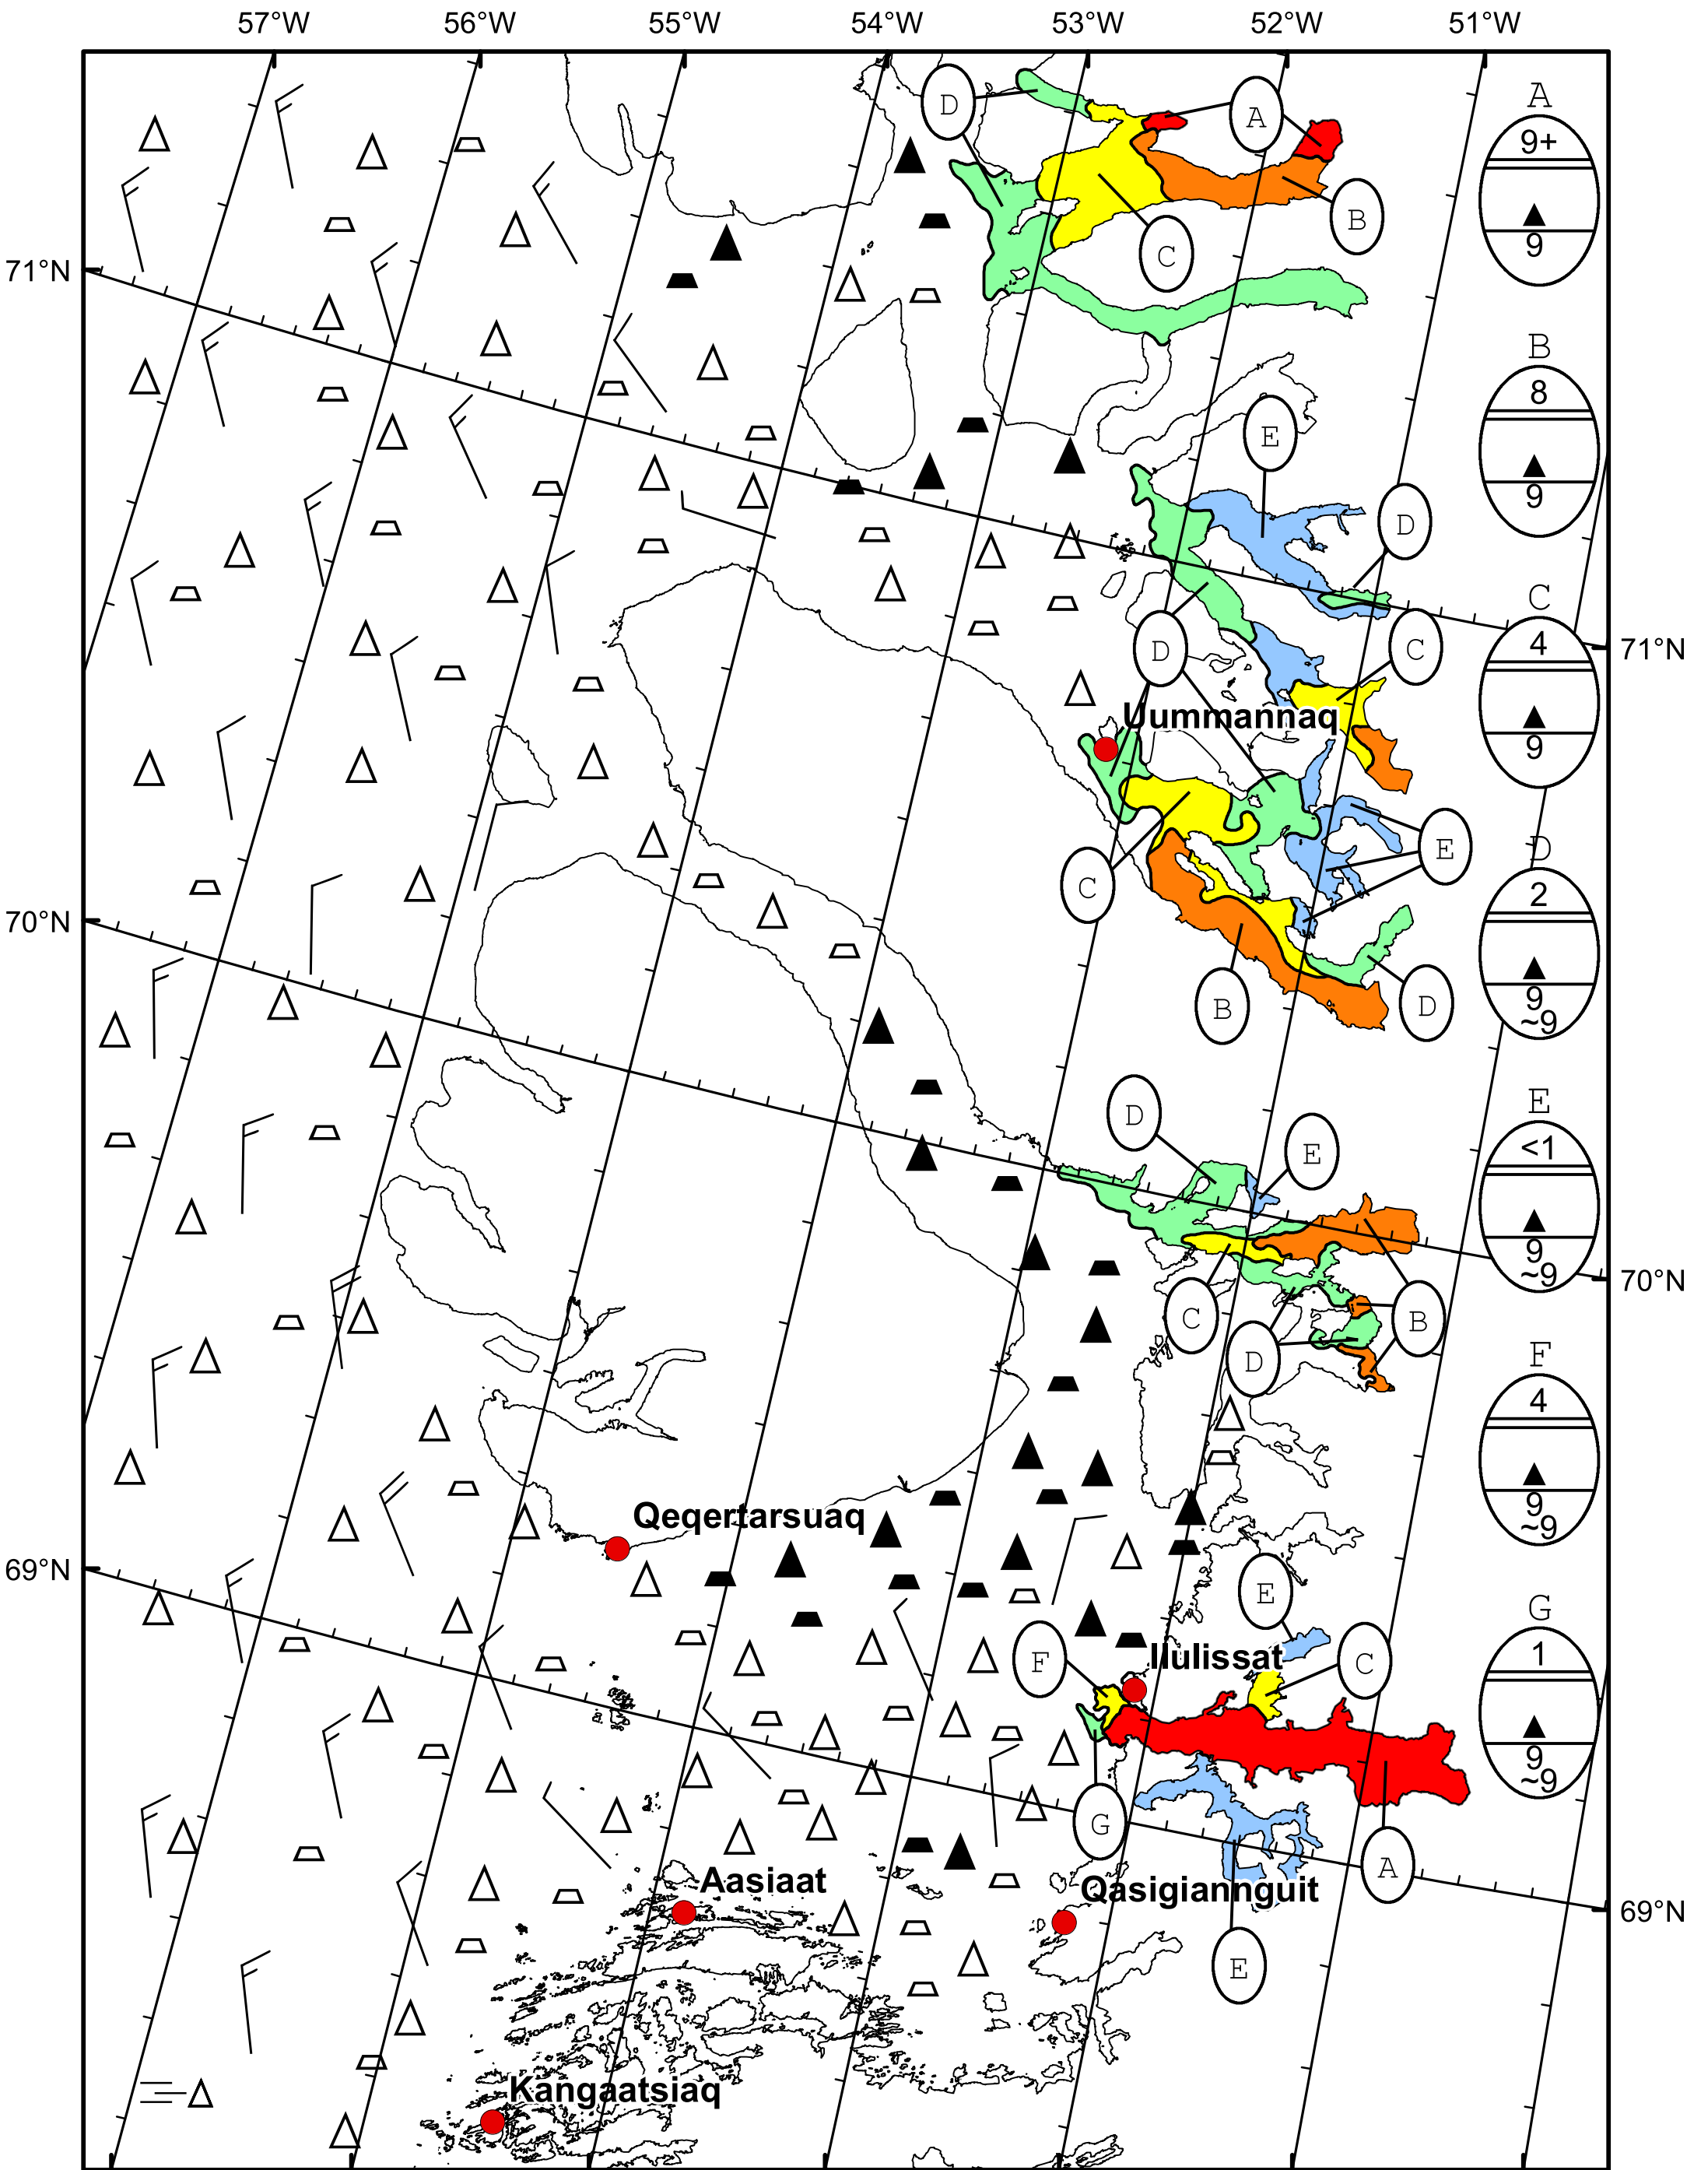 57°W 56°W 55°W 54°W 53°W 52°W 51°W
D
A
A
9+
9
B
C
71°N
B
8
9
E
D
C
4
9
C
D
71°N
Uummannaq
E
C
D
2
9
~9
70°N
B
D
D
E
E
<1
9
~9
70°N
C
B
D
F
4
9
~9
Qeqertarsuaq
69°N
E
G
1
9
~9
F
Ilulissat
C
G
A
Aasiaat
Qasigiannguit
69°N
E
Kangaatsiaq